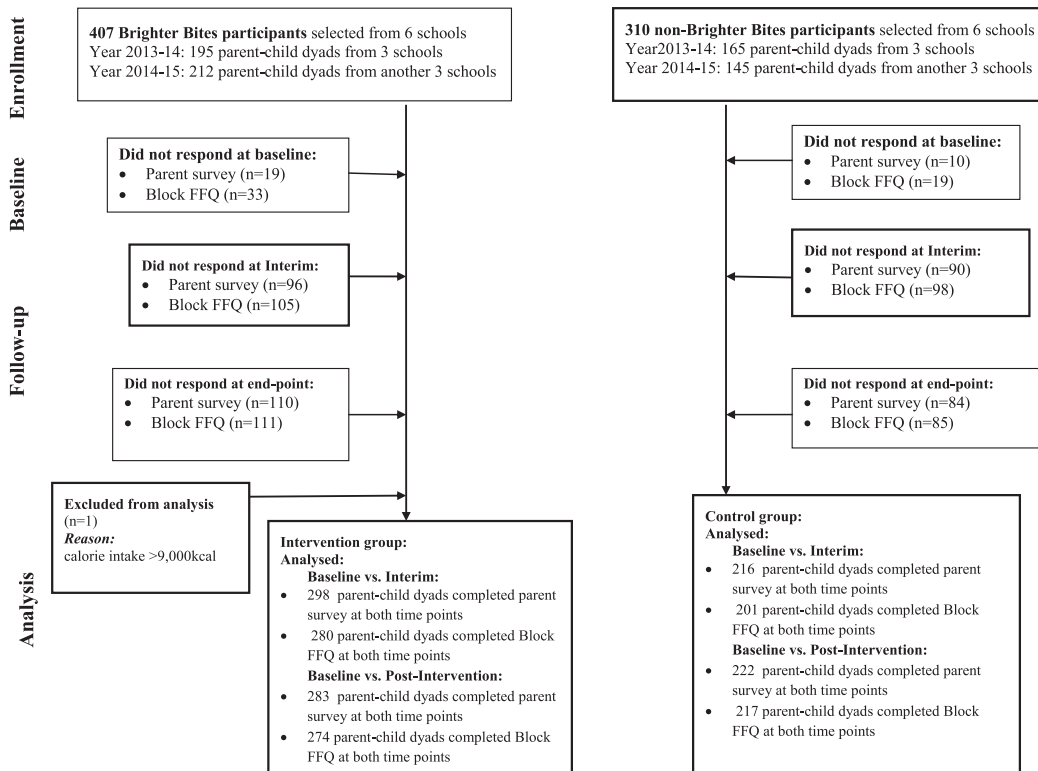 Enrollment
407 Brighter Bites participants selected from 6 schools
Year 2013-14: 195 parent-child dyads from 3 schools
Year 2014-15: 212 parent-child dyads from another 3 schools
310 non-Brighter Bites participants selected from 6 schools
Year2013-14: 165 parent-child dyads from 3 schools
Year 2014-15: 145 parent-child dyads from another 3 schools
Baseline
Did not respond at baseline:
• Parent survey (n=19)
• Block FFQ (n=33)
Did not respond at baseline:
• Parent survey (n=10)
• Block FFQ (n=19)
Follow-up
Did not respond at Interim:
• Parent survey (n=96)
• Block FFQ (n=105)
Did not respond at Interim:
• Parent survey (n=90)
• Block FFQ (n=98)
Did not respond at end-point:
• Parent survey (n=110)
• Block FFQ (n=111)
Did not respond at end-point:
• Parent survey (n=84)
• Block FFQ (n=85)
Analysis
Excluded from analysis
(n=1)
Reason:
calorie intake >9,000kcal
Intervention group:
Analysed:
Baseline vs. Interim:
• 298 parent-child dyads completed parent
survey at both time points
• 280 parent-child dyads completed Block
FFQ at both time points
Baseline vs. Post-Intervention:
• 283 parent-child dyads completed parent
survey at both time points
• 274 parent-child dyads completed Block
FFQ at both time points
Control group:
Analysed:
Baseline vs. Interim:
• 216 parent-child dyads completed parent
survey at both time points
• 201 parent-child dyads completed Block
FFQ at both time points
Baseline vs. Post-Intervention:
• 222 parent-child dyads completed parent
survey at both time points
• 217 parent-child dyads completed Block
FFQ at both time points